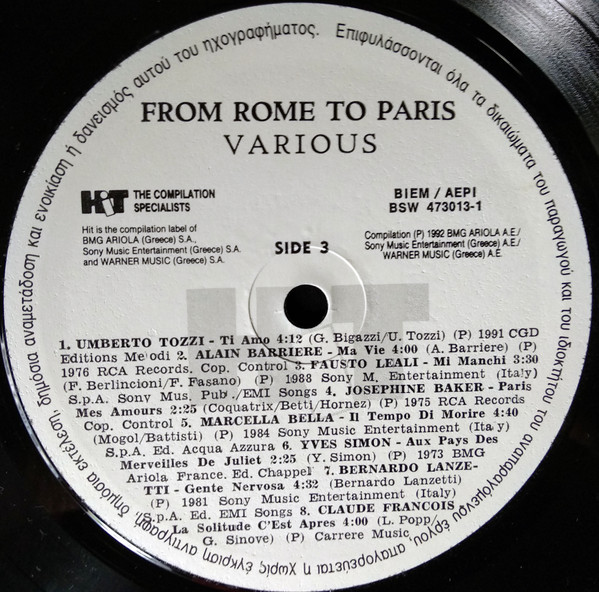 Επιφυλάσσονται όλα τα δικαιώματα του παραγωγού και του ιδιοκτήτου του αναπαραγομένου έργου, απαγορεύεται η χωρίς έγκριση αντιγραφή, δημόσια εκτέλεση, δημόσια αναμετάδοση και ενοικίαση ή δανεισμός αυτού του ηχογραφήματος.
FROM ROME TO PARIS
VARIOUS
HiT THE COMPILATION
SPECIALISTS
BIEM / AEPI
BSW 473013-1
Hit is the compilation label of
BMG ARIOLA (Greece) S.A.,
Sony Music Entertainment (Greece) S.A.
and WARNER MUSIC (Greece) S.A.
SIDE 3
Compilation (P) 1992 BMG ARIOLA A.E./
Sony Music Entertainment (Greece) A.E./
WARNER MUSIC (Greece) A.E.
1. UMBERTO TOZZI - Ti Amo 4:12 (G. Bigazzi/U. Tozzi) (P) 1991 CGD
Editions Me odi 2. ALAIN BARRIERE - Ma Vie 4:00 (A. Barriere) (P)
1976 RCA Records. Cop. Control 3. FAUSTO LEALI - Mi Manchi 3:30
(F. Berlincioni/F. Fasano) (P) 1988 Sony M. Entertainment (Italy)
S.p.A. Sony Mus. Pub./EMI Songs 4. JOSEPHINE BAKER - Paris
Mes Amours 2:25 (Coquatrix/Betti/Hornez) (P) 1975 RCA Records
Cop. Control 5. MARCELLA BELLA - Il Tempo Di Morire 4:40
(Mogol/Battisti) (P) 1984 Sony Music Entertainment (Italy)
S.p.A. Ed. Acqua Azzura 6. YVES SIMON - Aux Pays Des
Merveilles De Juliet 2:25 (Y. Simon) (P) 1973 BMG
Ariola France. Ed. Chappel 7. BERNARDO LANZE-
TTI - Gente Nervosa 4:32 (Bernardo Lanzetti)
(P) 1981 Sony Music Entertainment (Italy)
S.p.A. Ed. EMI Songs 8. CLAUDE FRANCOIS
La Solitude C'Est Apres 4:00 (L. Popp/
G. Sinove) (P) Carrere Music